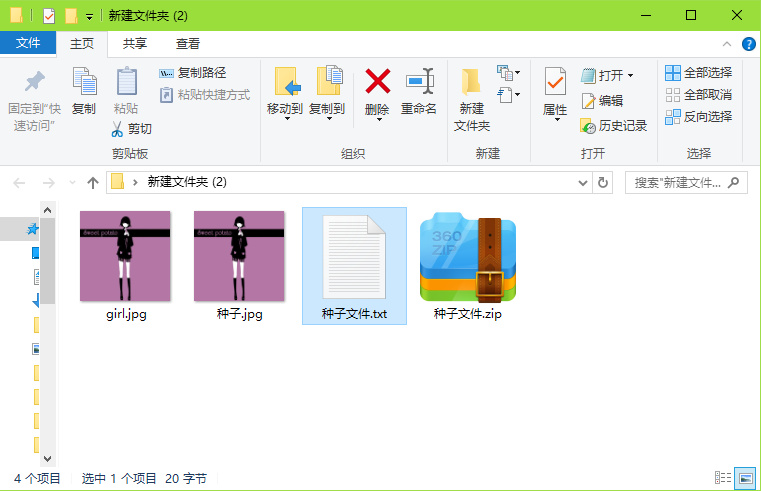 新建文件夹 (2)
文件 主页 共享 查看
固定到“快速访问”
复制
粘贴
复制路径
粘贴快捷方式
剪切
剪贴板
移动到
复制到
删除
重命名
组织
新建
文件夹
新建
属性
打开
编辑
历史记录
打开
全部选择
全部取消
反向选择
选择
新建文件夹 (2)
搜索"新建文件...
Sweet potato
Sweet potato
360
ZIP
girl.jpg
种子.jpg
种子文件.txt
种子文件.zip
4 个项目 选中 1 个项目 20 字节